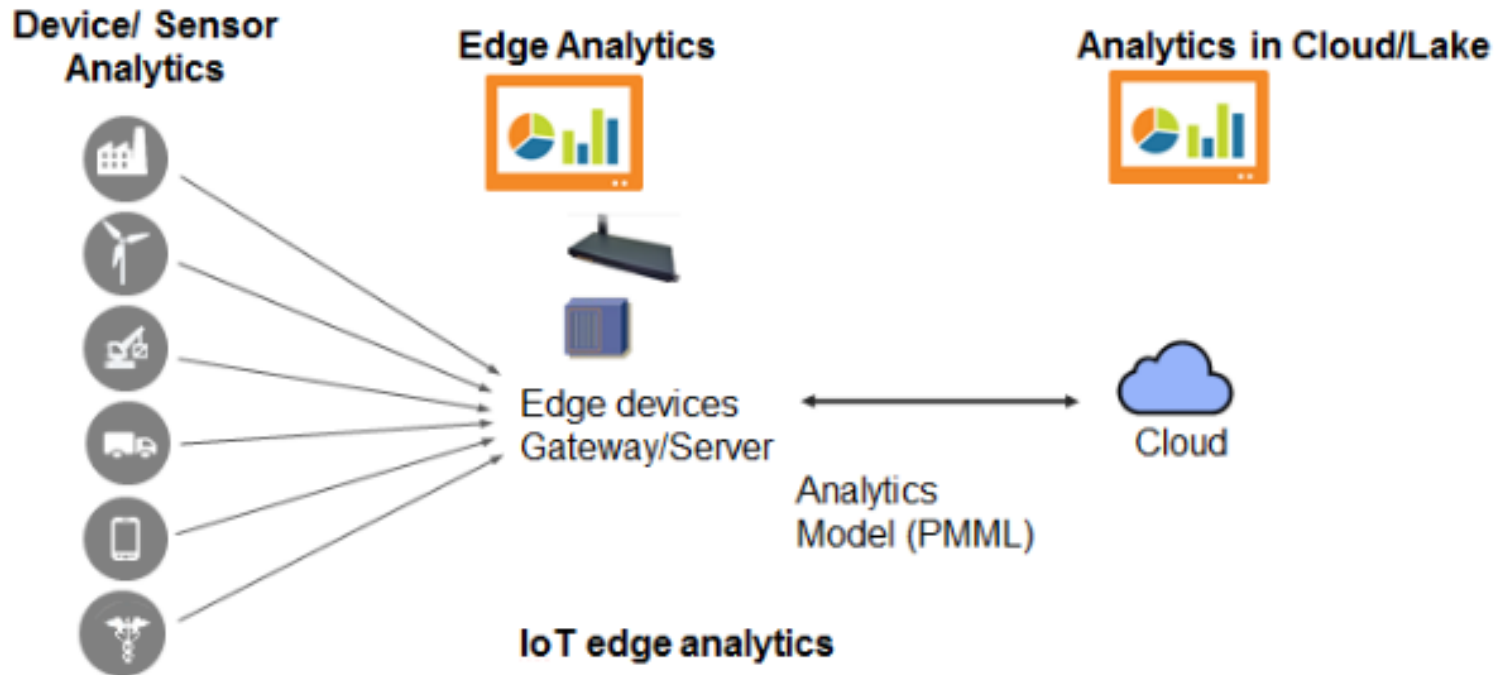 Device/ Sensor
Analytics
Edge Analytics
Analytics in Cloud/Lake
Edge devices
Gateway/Server
Cloud
Analytics
Model (PMML)
IoT edge analytics